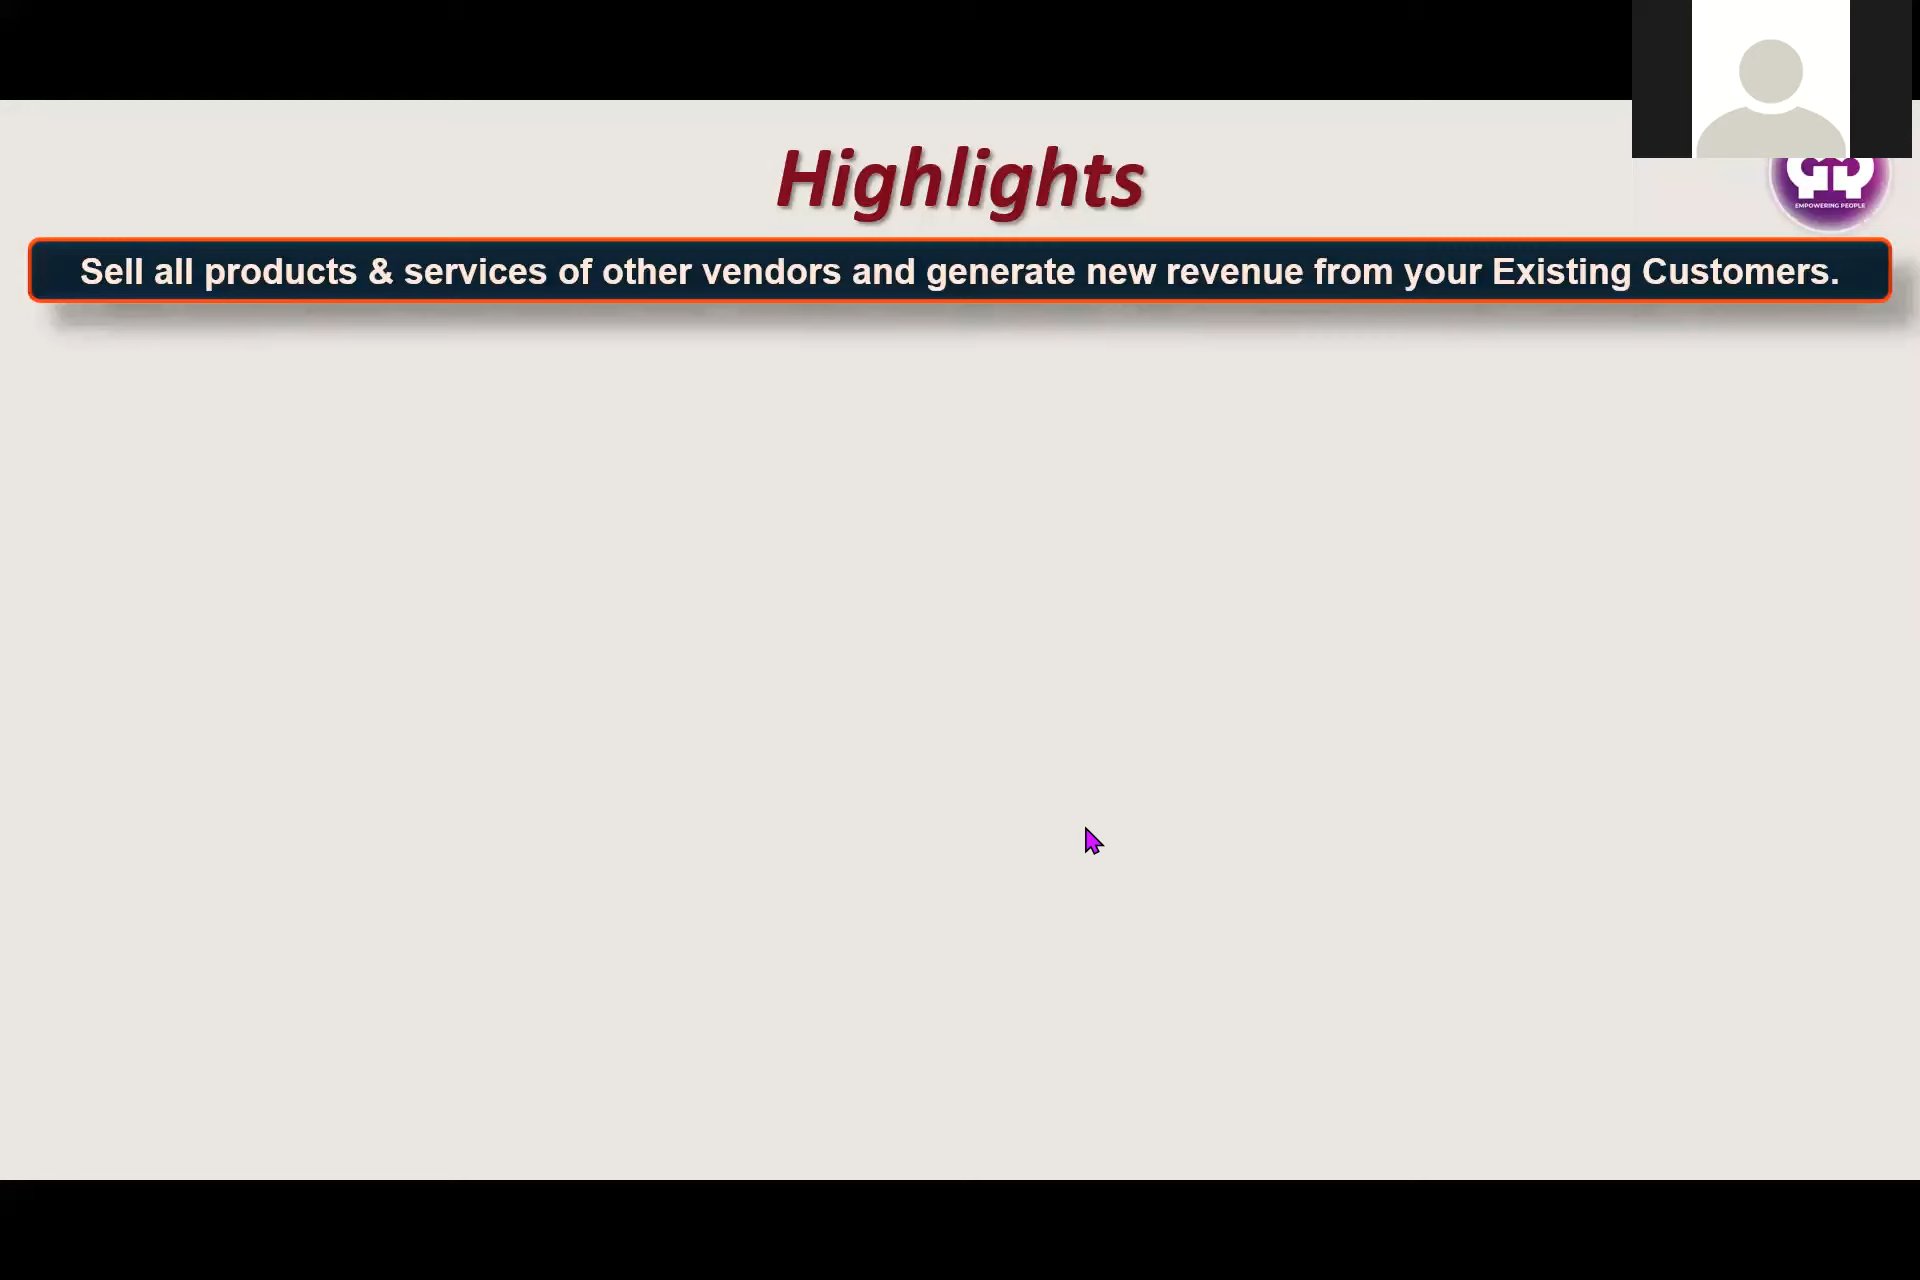 Highlights
EMPOWERING PEOPLE
Sell all products & services of other vendors and generate new revenue from your Existing Customers.